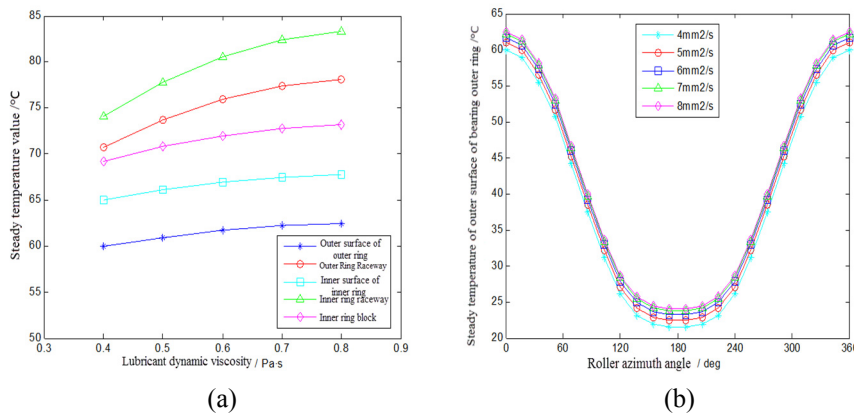 Steady temperature value /°C
85
80
75
70
65
60
55
50
0.3
0.4
0.5
0.6
0.7
0.8
0.9
Lubricant dynamic viscosity / Pa·s
Outer surface of
outer ring
Outer Ring Raceway
Inner surface of
inner ring
Inner ring raceway
Inner ring block
(a)
Steady temperature of outer surface of bearing outer ring /°C
65
60
55
50
45
40
35
30
25
20
0
60
120
180
240
300
360
Roller azimuth angle / deg
4mm2/s
5mm2/s
6mm2/s
7mm2/s
8mm2/s
(b)